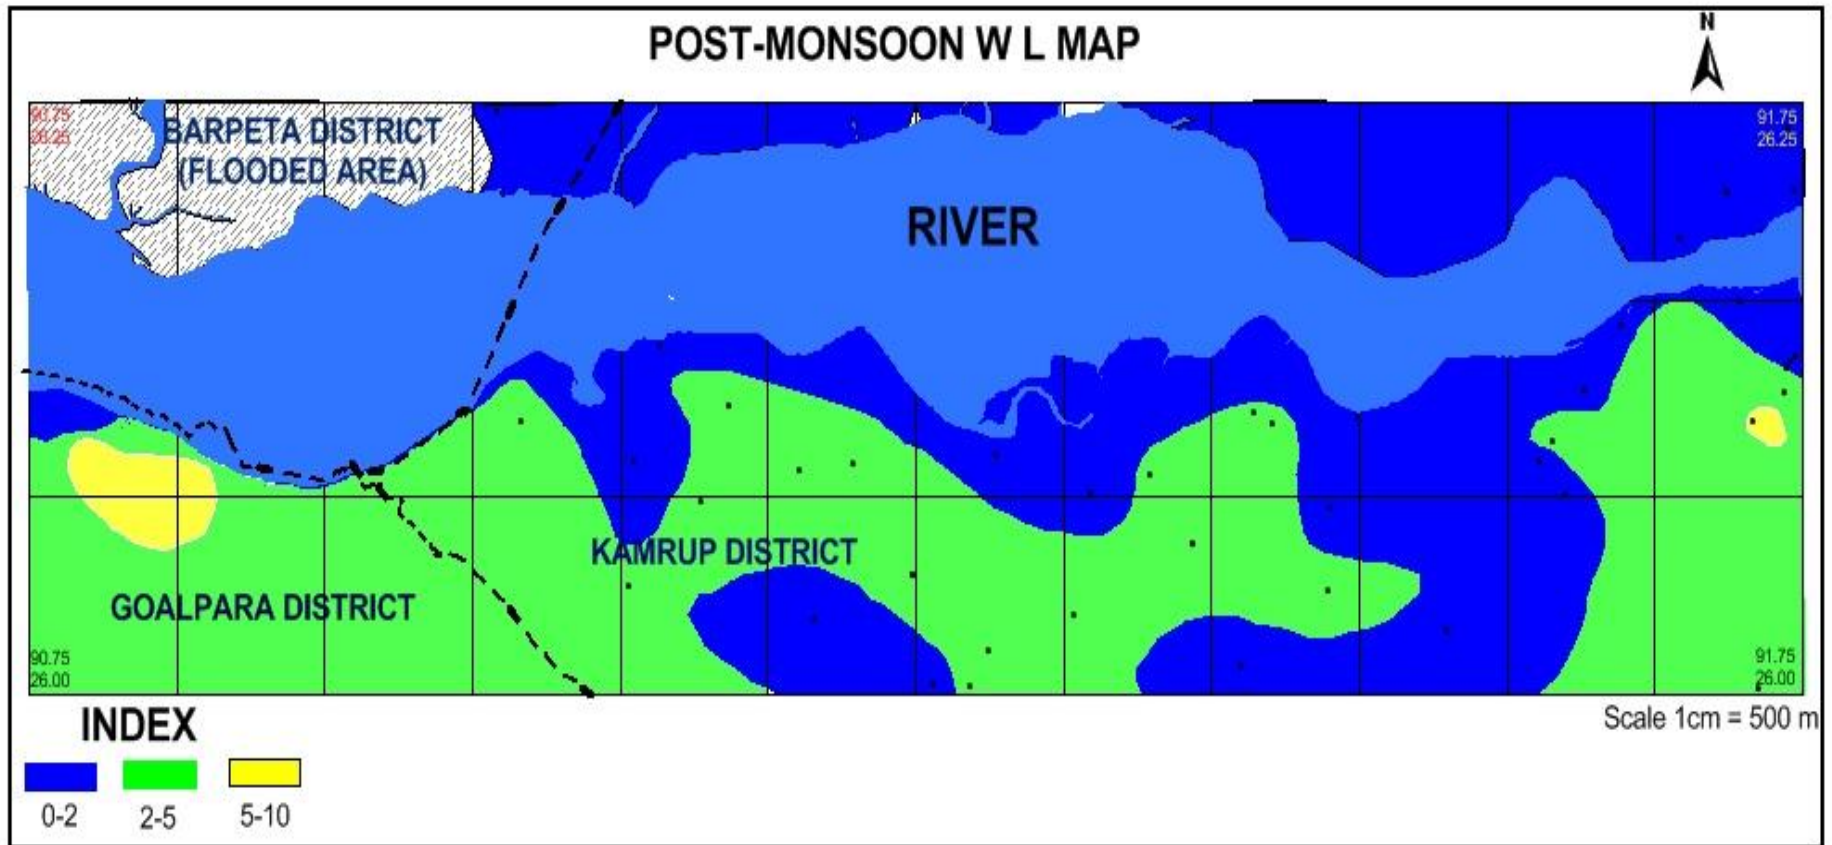 POST-MONSOON W L MAP
N
90.75
26.25
BARPETA DISTRICT
(FLOODED AREA)
91.75
26.25
RIVER
KAMRUP DISTRICT
GOALPARA DISTRICT
90.75
26.00
91.75
26.00
INDEX
Scale 1cm = 500 m
0-2
2-5
5-10